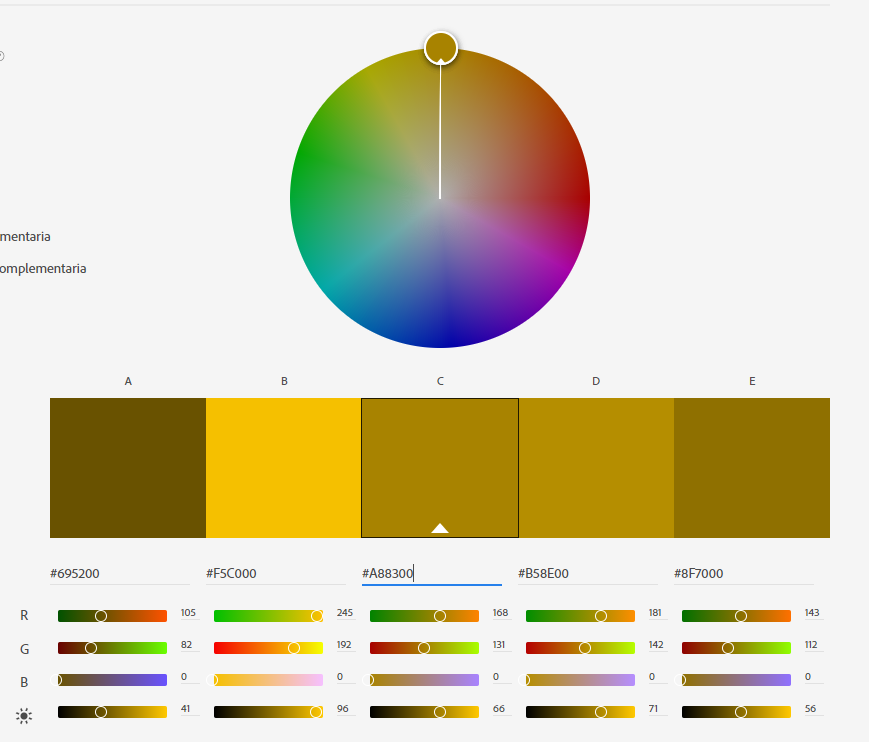 mentaria
omplementaria
A B C D E
#695200 #F5C000 #A88300 #B58E00 #8F7000
R 105 245 168 181 143
G 82 192 131 142 112
B 0 0 0 0 0
41 96 66 71 56